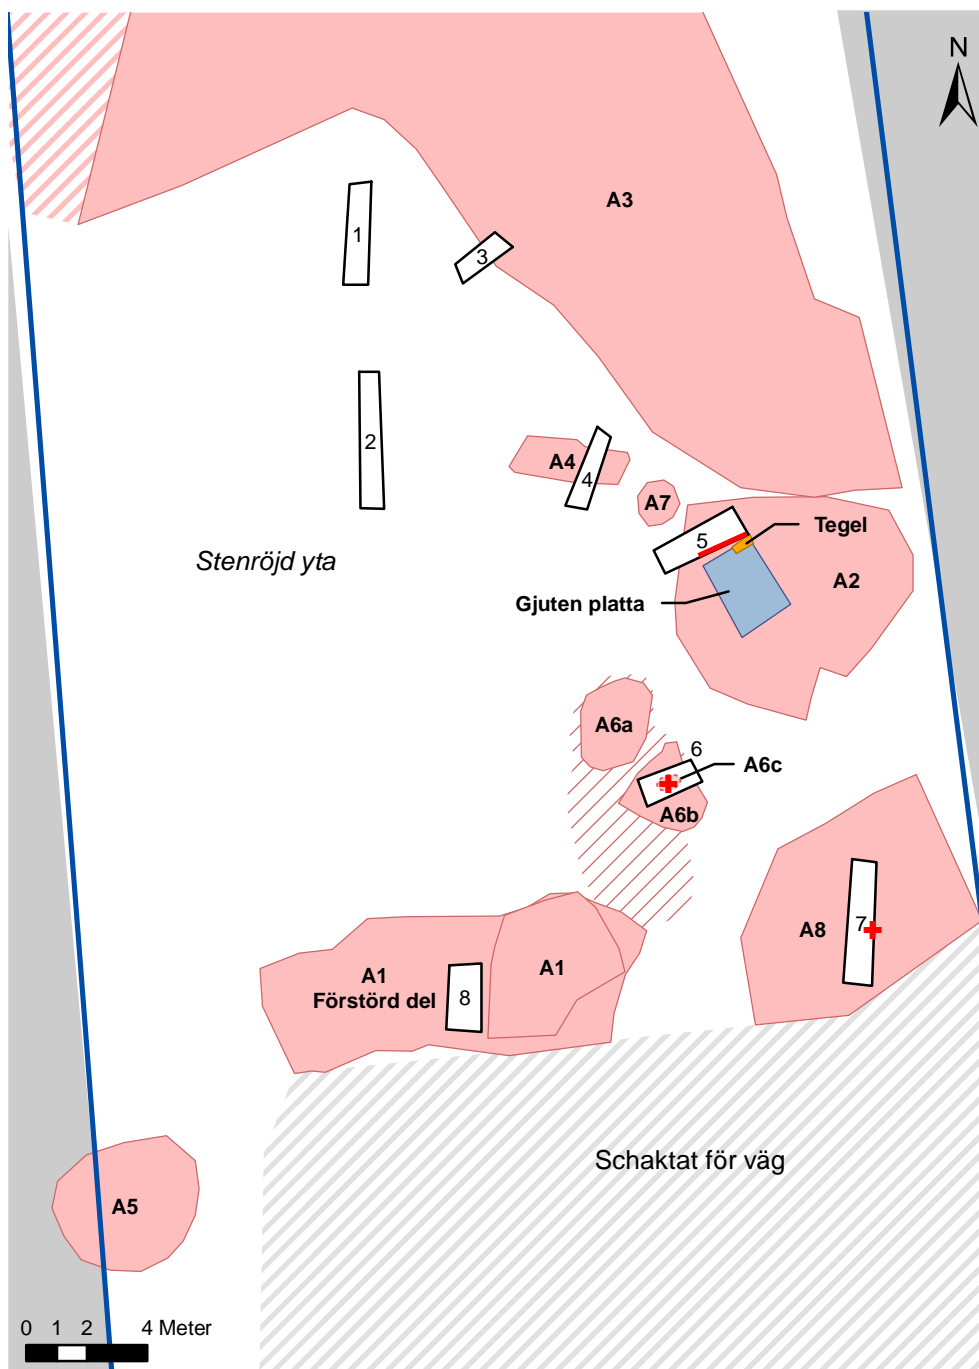 N
A3
1
3
2
A4
4
A7
5
Tegel
Stenröjd yta
A2
Gjuten platta
A6a
6
A6c
A6b
A8
7
A1
A1
Förstörd del
8
Schaktat för väg
A5
0 1 2 4 Meter